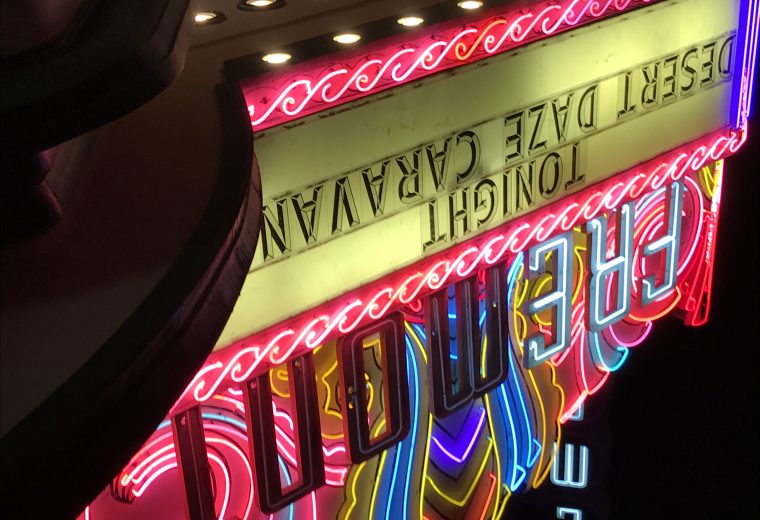 FREMONT
TONIGHT
DESERT DAZE CARAVAN